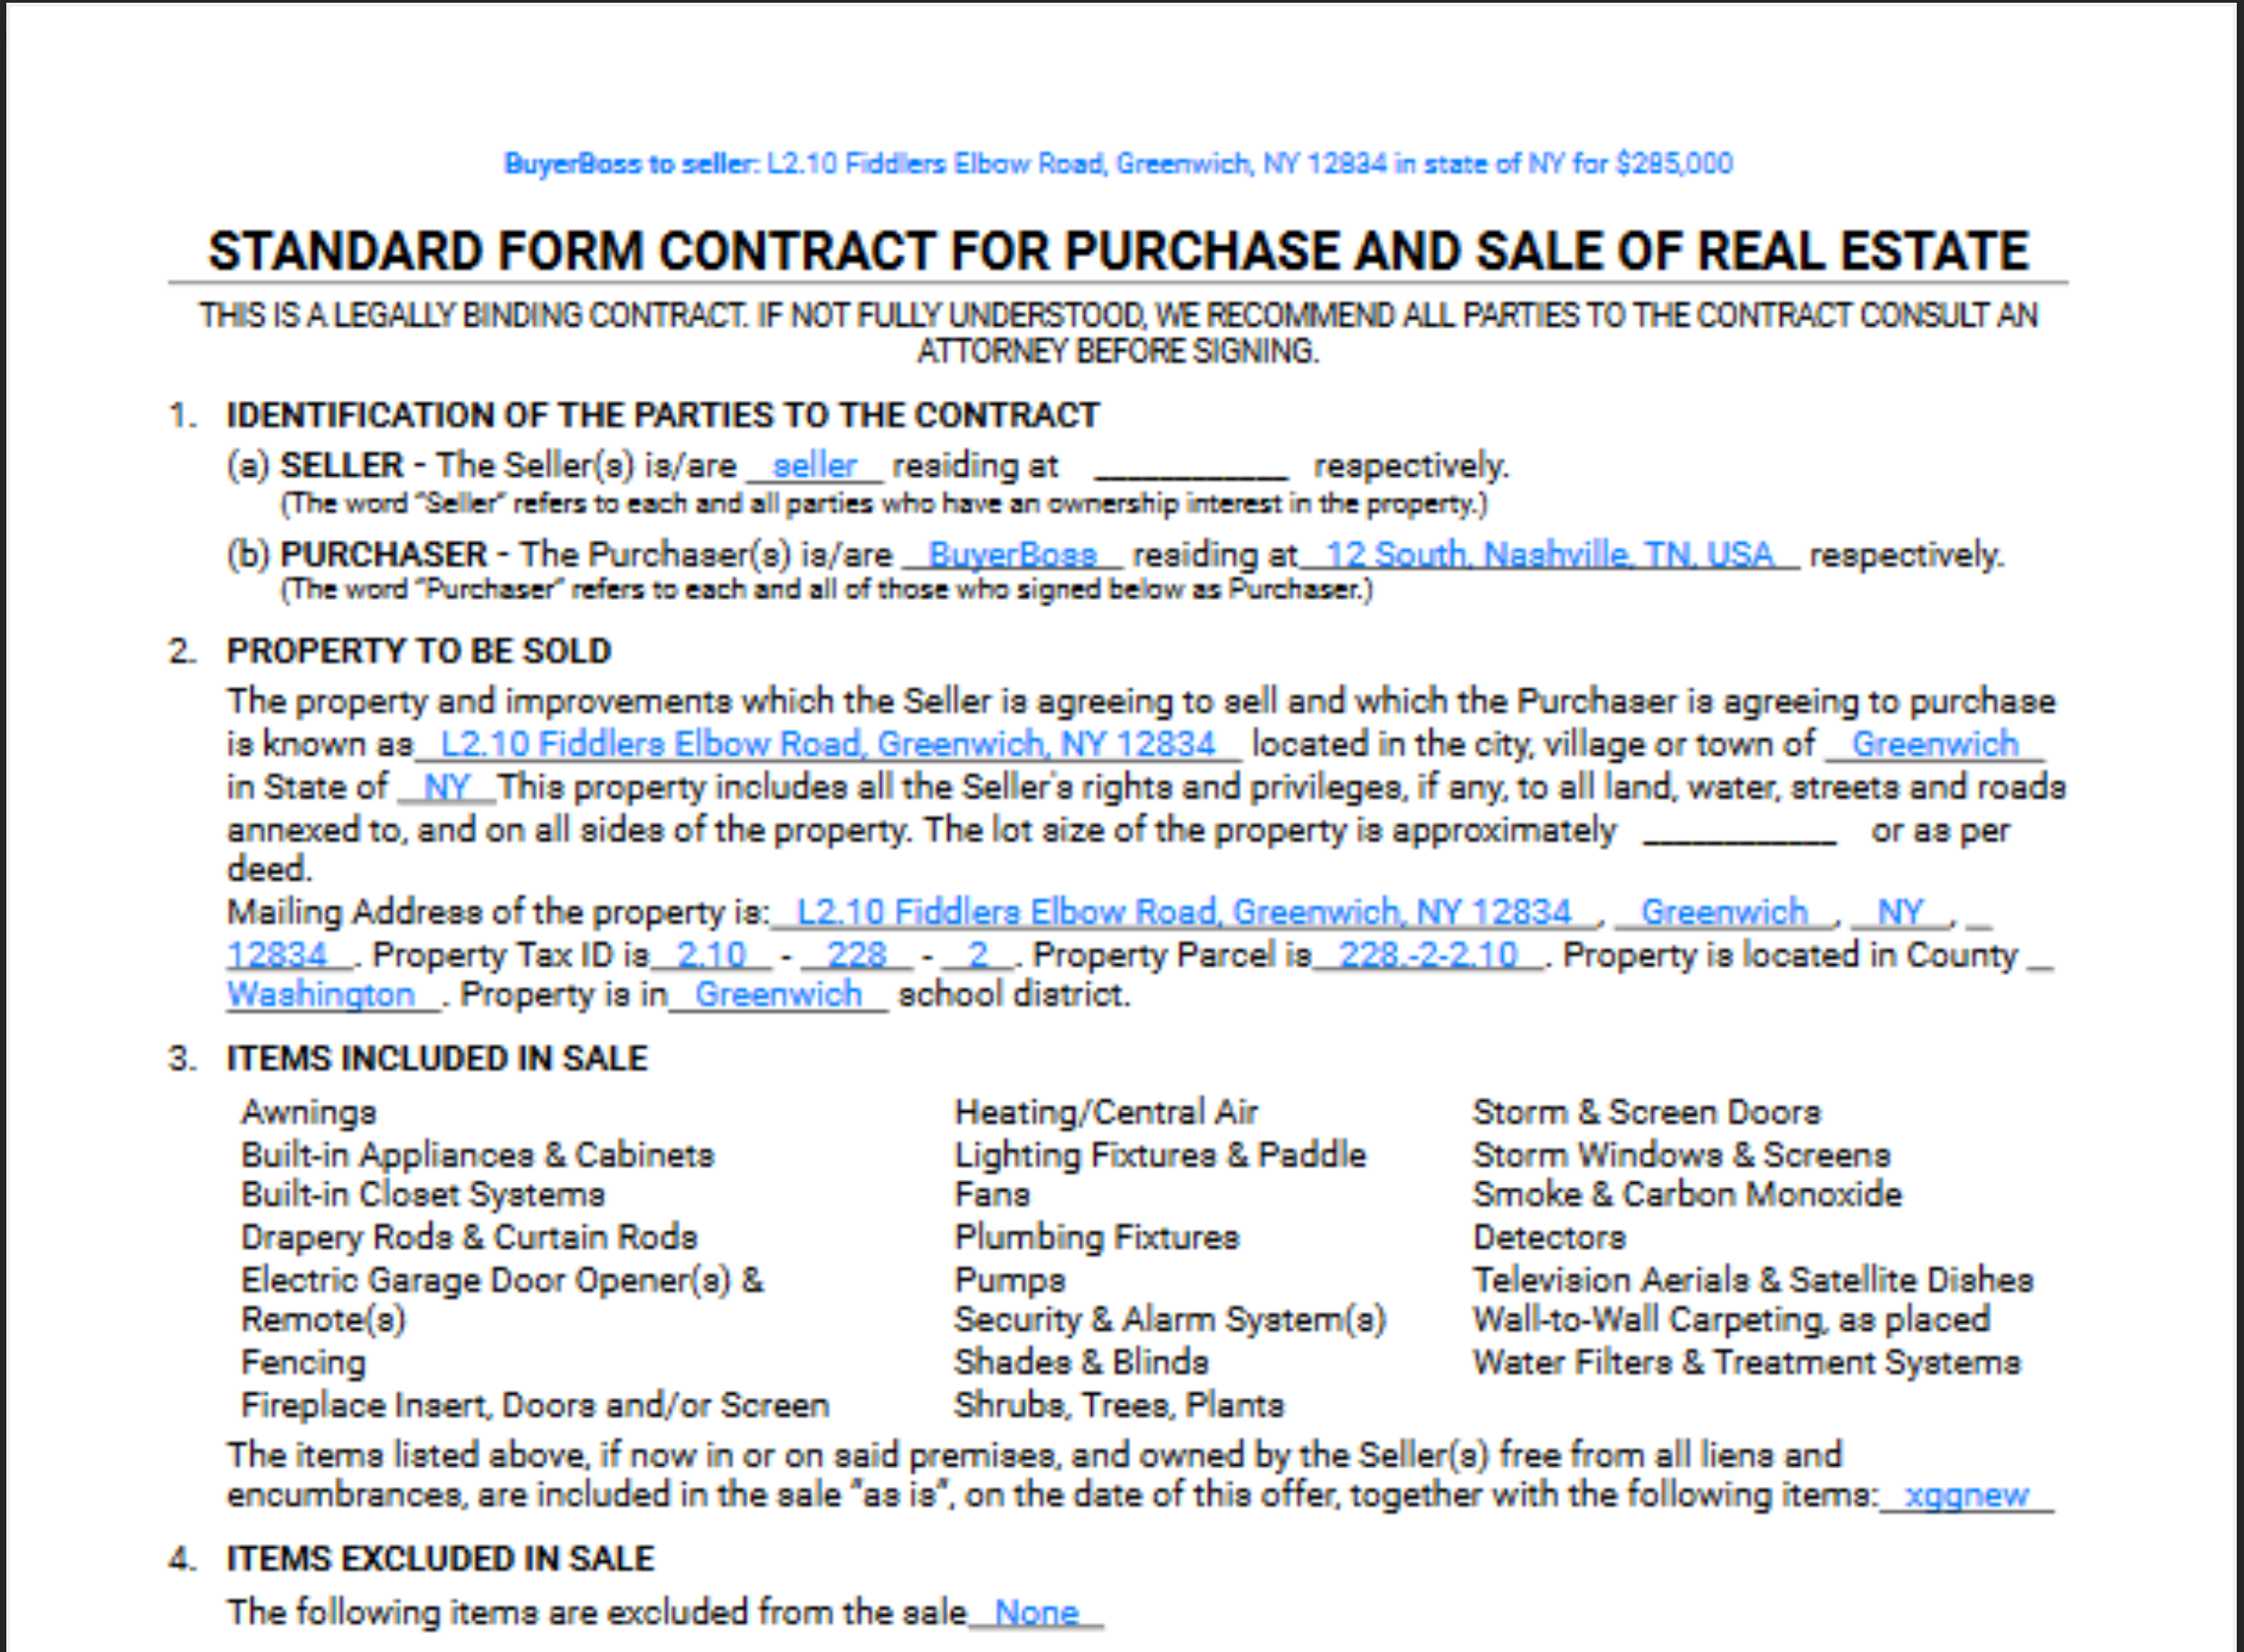 BuyerBoss to seller: L2.10 Fiddlers Elbow Road, Greenwich, NY 12834 in state of NY for $285,000
STANDARD FORM CONTRACT FOR PURCHASE AND SALE OF REAL ESTATE
THIS IS A LEGALLY BINDING CONTRACT. IF NOT FULLY UNDERSTOOD, WE RECOMMEND ALL PARTIES TO THE CONTRACT CONSULT AN
ATTORNEY BEFORE SIGNING.
1. IDENTIFICATION OF THE PARTIES TO THE CONTRACT
(a) SELLER - The Seller(s) is/are seller residing at ____________ respectively.
(The word "Seller" refers to each and all parties who have an ownership interest in the property.)
(b) PURCHASER - The Purchaser(s) is/are BuyerBoss residing at 12 South, Nashville, TN, USA respectively.
(The word "Purchaser" refers to each and all of those who signed below as Purchaser.)
2. PROPERTY TO BE SOLD
The property and improvements which the Seller is agreeing to sell and which the Purchaser is agreeing to purchase
is known as L2.10 Fiddlers Elbow Road, Greenwich, NY 12834 located in the city, village or town of Greenwich
in State of NY This property includes all the Seller's rights and privileges, if any, to all land, water, streets and roads
annexed to, and on all sides of the property. The lot size of the property is approximately ____________ or as per
deed.
Mailing Address of the property is: L2.10 Fiddlers Elbow Road, Greenwich, NY 12834 , Greenwich , NY ,
12834 . Property Tax ID is 2.10 - 228 - 2 . Property Parcel is 228.-2-2.10 . Property is located in County
Washington . Property is in Greenwich school district.
3. ITEMS INCLUDED IN SALE
Awnings
Built-in Appliances & Cabinets
Built-in Closet Systems
Drapery Rods & Curtain Rods
Electric Garage Door Opener(s) &
Remote(s)
Fencing
Fireplace Insert, Doors and/or Screen
Heating/Central Air
Lighting Fixtures & Paddle
Fans
Plumbing Fixtures
Pumps
Security & Alarm System(s)
Shades & Blinds
Shrubs, Trees, Plants
Storm & Screen Doors
Storm Windows & Screens
Smoke & Carbon Monoxide
Detectors
Television Aerials & Satellite Dishes
Wall-to-Wall Carpeting, as placed
Water Filters & Treatment Systems
The items listed above, if now in or on said premises, and owned by the Seller(s) free from all liens and
encumbrances, are included in the sale "as is", on the date of this offer, together with the following items: xggnew
4. ITEMS EXCLUDED IN SALE
The following items are excluded from the sale None